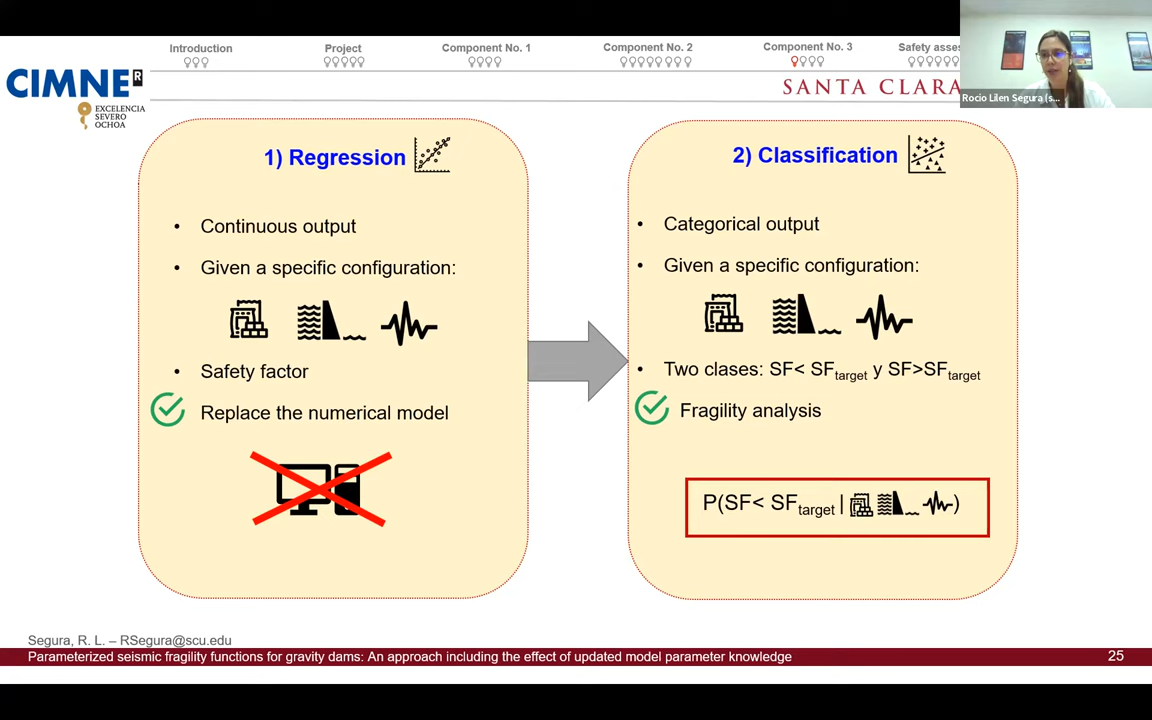 Introduction
Project
Component No. 1
Component No. 2
Component No. 3
Safety asses
CIMNE R
EXCELENCIA
SEVERO
OCHOA
SANTA CLARA
Rocio Lilen Segura (s...
1) Regression
• Continuous output
• Given a specific configuration:
• Safety factor
Replace the numerical model
2) Classification
• Categorical output
• Given a specific configuration:
• Two clases: SF< SFtarget y SF>SFtarget
Fragility analysis
P(SF< SFtarget | )
Segura, R. L. – RSegura@scu.edu
Parameterized seismic fragility functions for gravity dams: An approach including the effect of updated model parameter knowledge
25